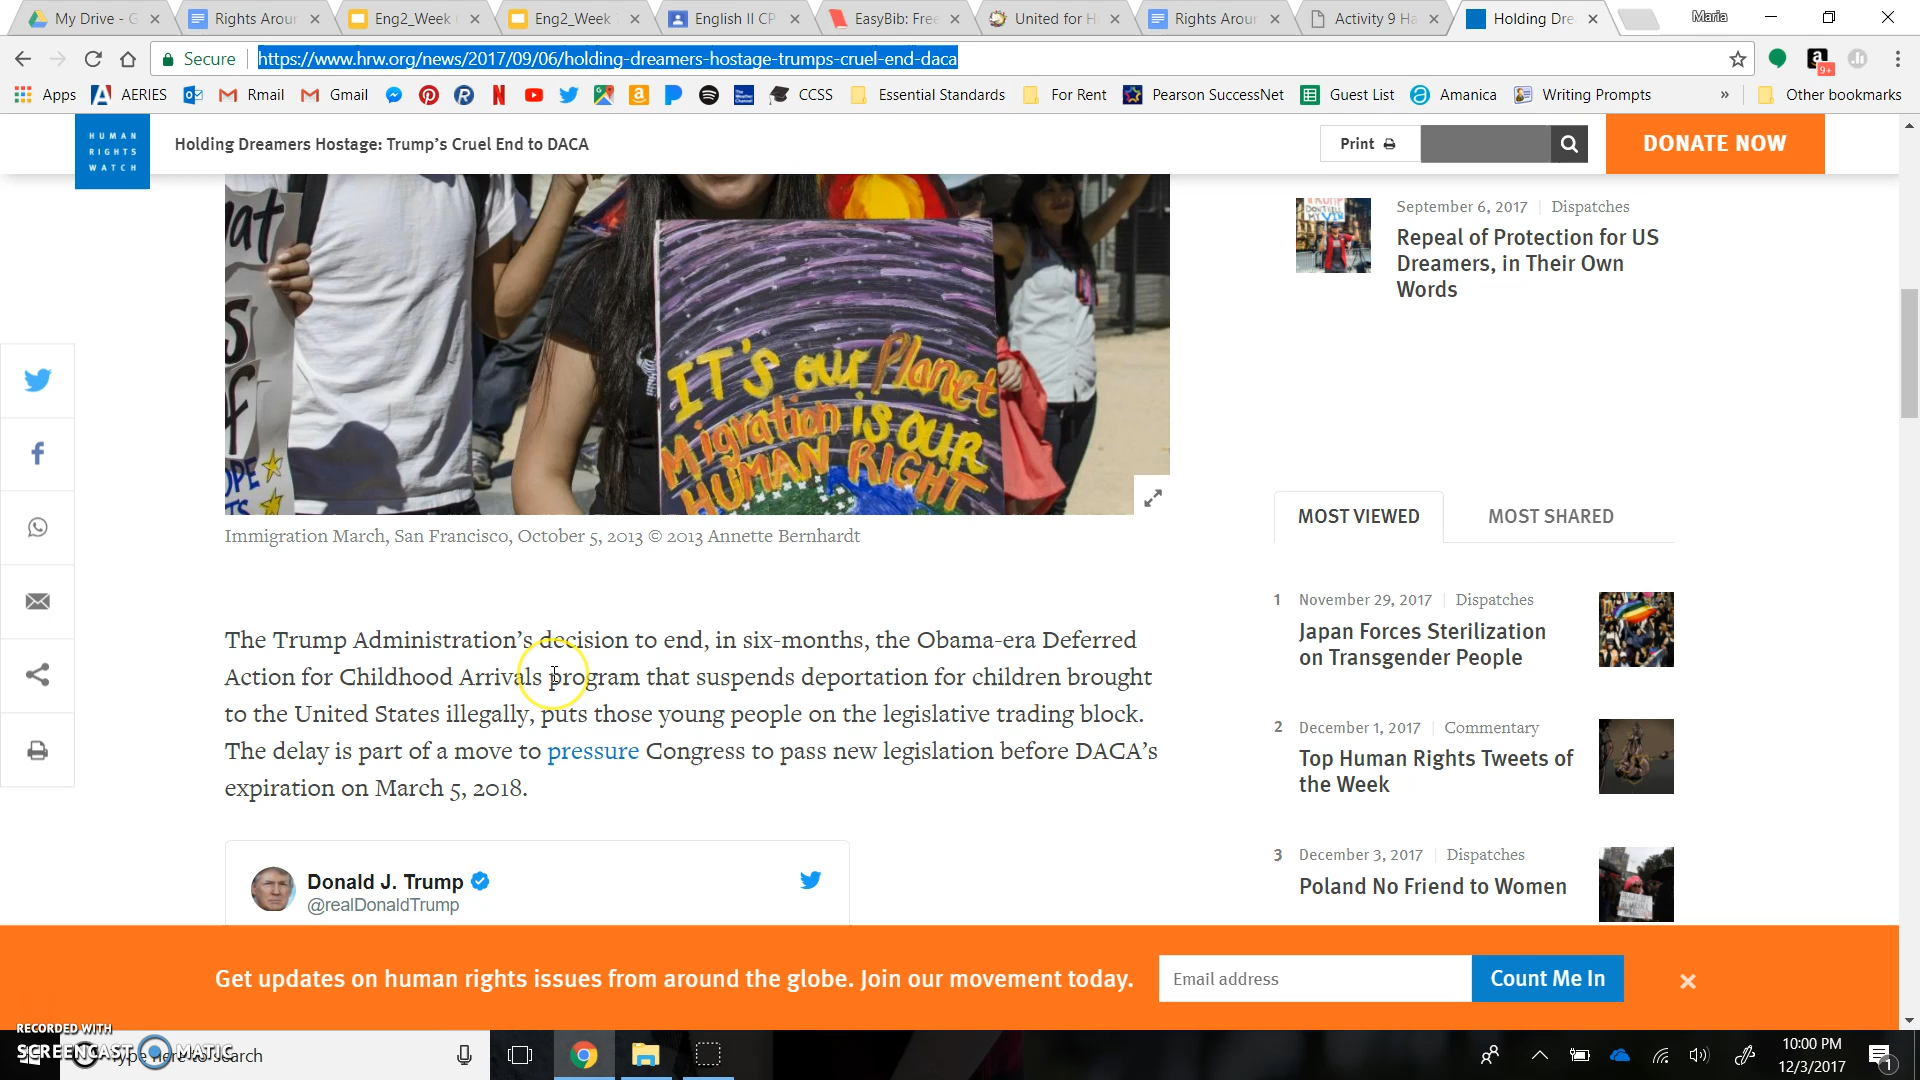 My Drive - G
Rights Aroun
Eng2_Week
Eng2_Week
English II CP
EasyBib: Free
United for H
Rights Aroun
Activity 9 Ha
Holding Dre
Maria
Secure
https://www.hrw.org/news/2017/09/06/holding-dreamers-hostage-trumps-cruel-end-daca
9+
Apps
AERIES
Rmail
Gmail
CCSS
Essential Standards
For Rent
Pearson SuccessNet
Guest List
Amanica
Writing Prompts
»
Other bookmarks
HUMAN
RIGHTS
WATCH
Holding Dreamers Hostage: Trump's Cruel End to DACA
Print
DONATE NOW
IT'S our Planet
Migration is our
HUMAN RIGHT
Immigration March, San Francisco, October 5, 2013 © 2013 Annette Bernhardt
The Trump Administration's decision to end, in six-months, the Obama-era Deferred
Action for Childhood Arrivals program that suspends deportation for children brought
to the United States illegally, puts those young people on the legislative trading block.
The delay is part of a move to pressure Congress to pass new legislation before DACA's
expiration on March 5, 2018.
Donald J. Trump
@realDonaldTrump
September 6, 2017 | Dispatches
Repeal of Protection for US
Dreamers, in Their Own
Words
MOST VIEWED
MOST SHARED
1 November 29, 2017 | Dispatches
Japan Forces Sterilization
on Transgender People
2 December 1, 2017 | Commentary
Top Human Rights Tweets of
the Week
3 December 3, 2017 | Dispatches
Poland No Friend to Women
Get updates on human rights issues from around the globe. Join our movement today.
Email address
Count Me In
RECORDED WITH
SCREENCAST MATIC
Type here to search
10:00 PM
12/3/2017
1